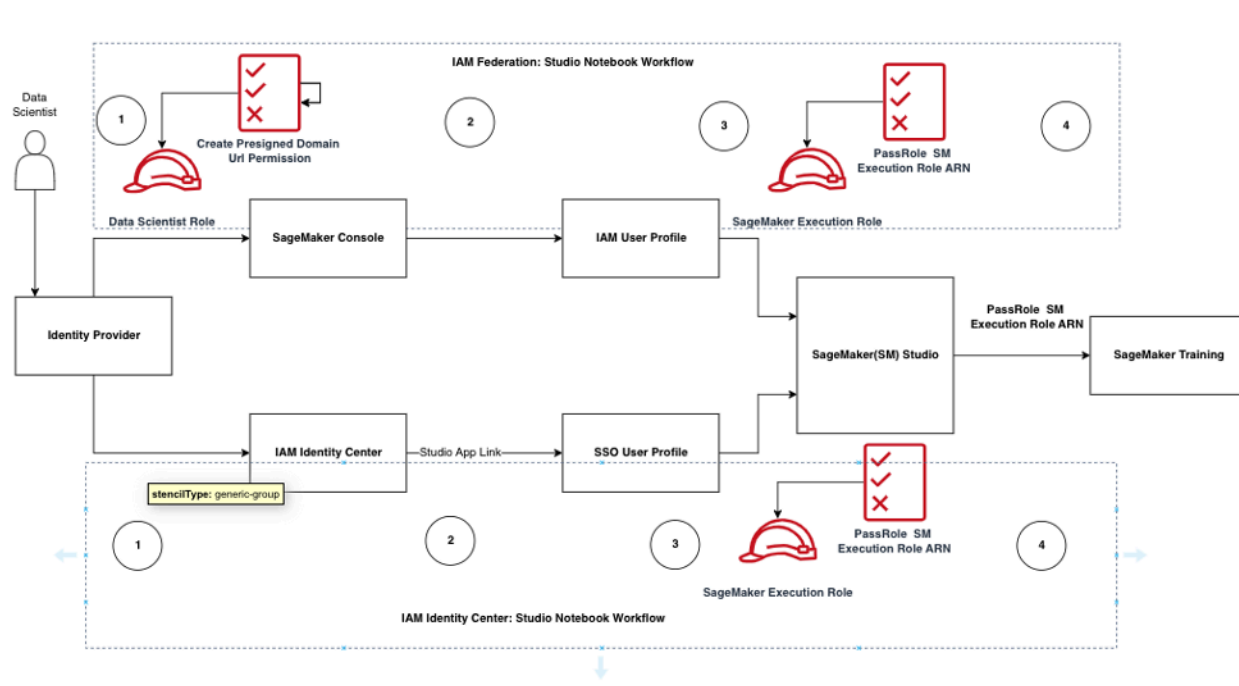 IAM Federation: Studio Notebook Workflow
Data
Scientist
1
Create Presigned Domain
Url Permission
2
3
PassRole SM
Execution Role ARN
4
Data Scientist Role
SageMaker Execution Role
SageMaker Console
IAM User Profile
Identity Provider
SageMaker(SM) Studio
PassRole SM
Execution Role ARN
SageMaker Training
IAM Identity Center
Studio App Link
SSO User Profile
stencilType: generic-group
1
2
3
PassRole SM
Execution Role ARN
4
SageMaker Execution Role
IAM Identity Center: Studio Notebook Workflow